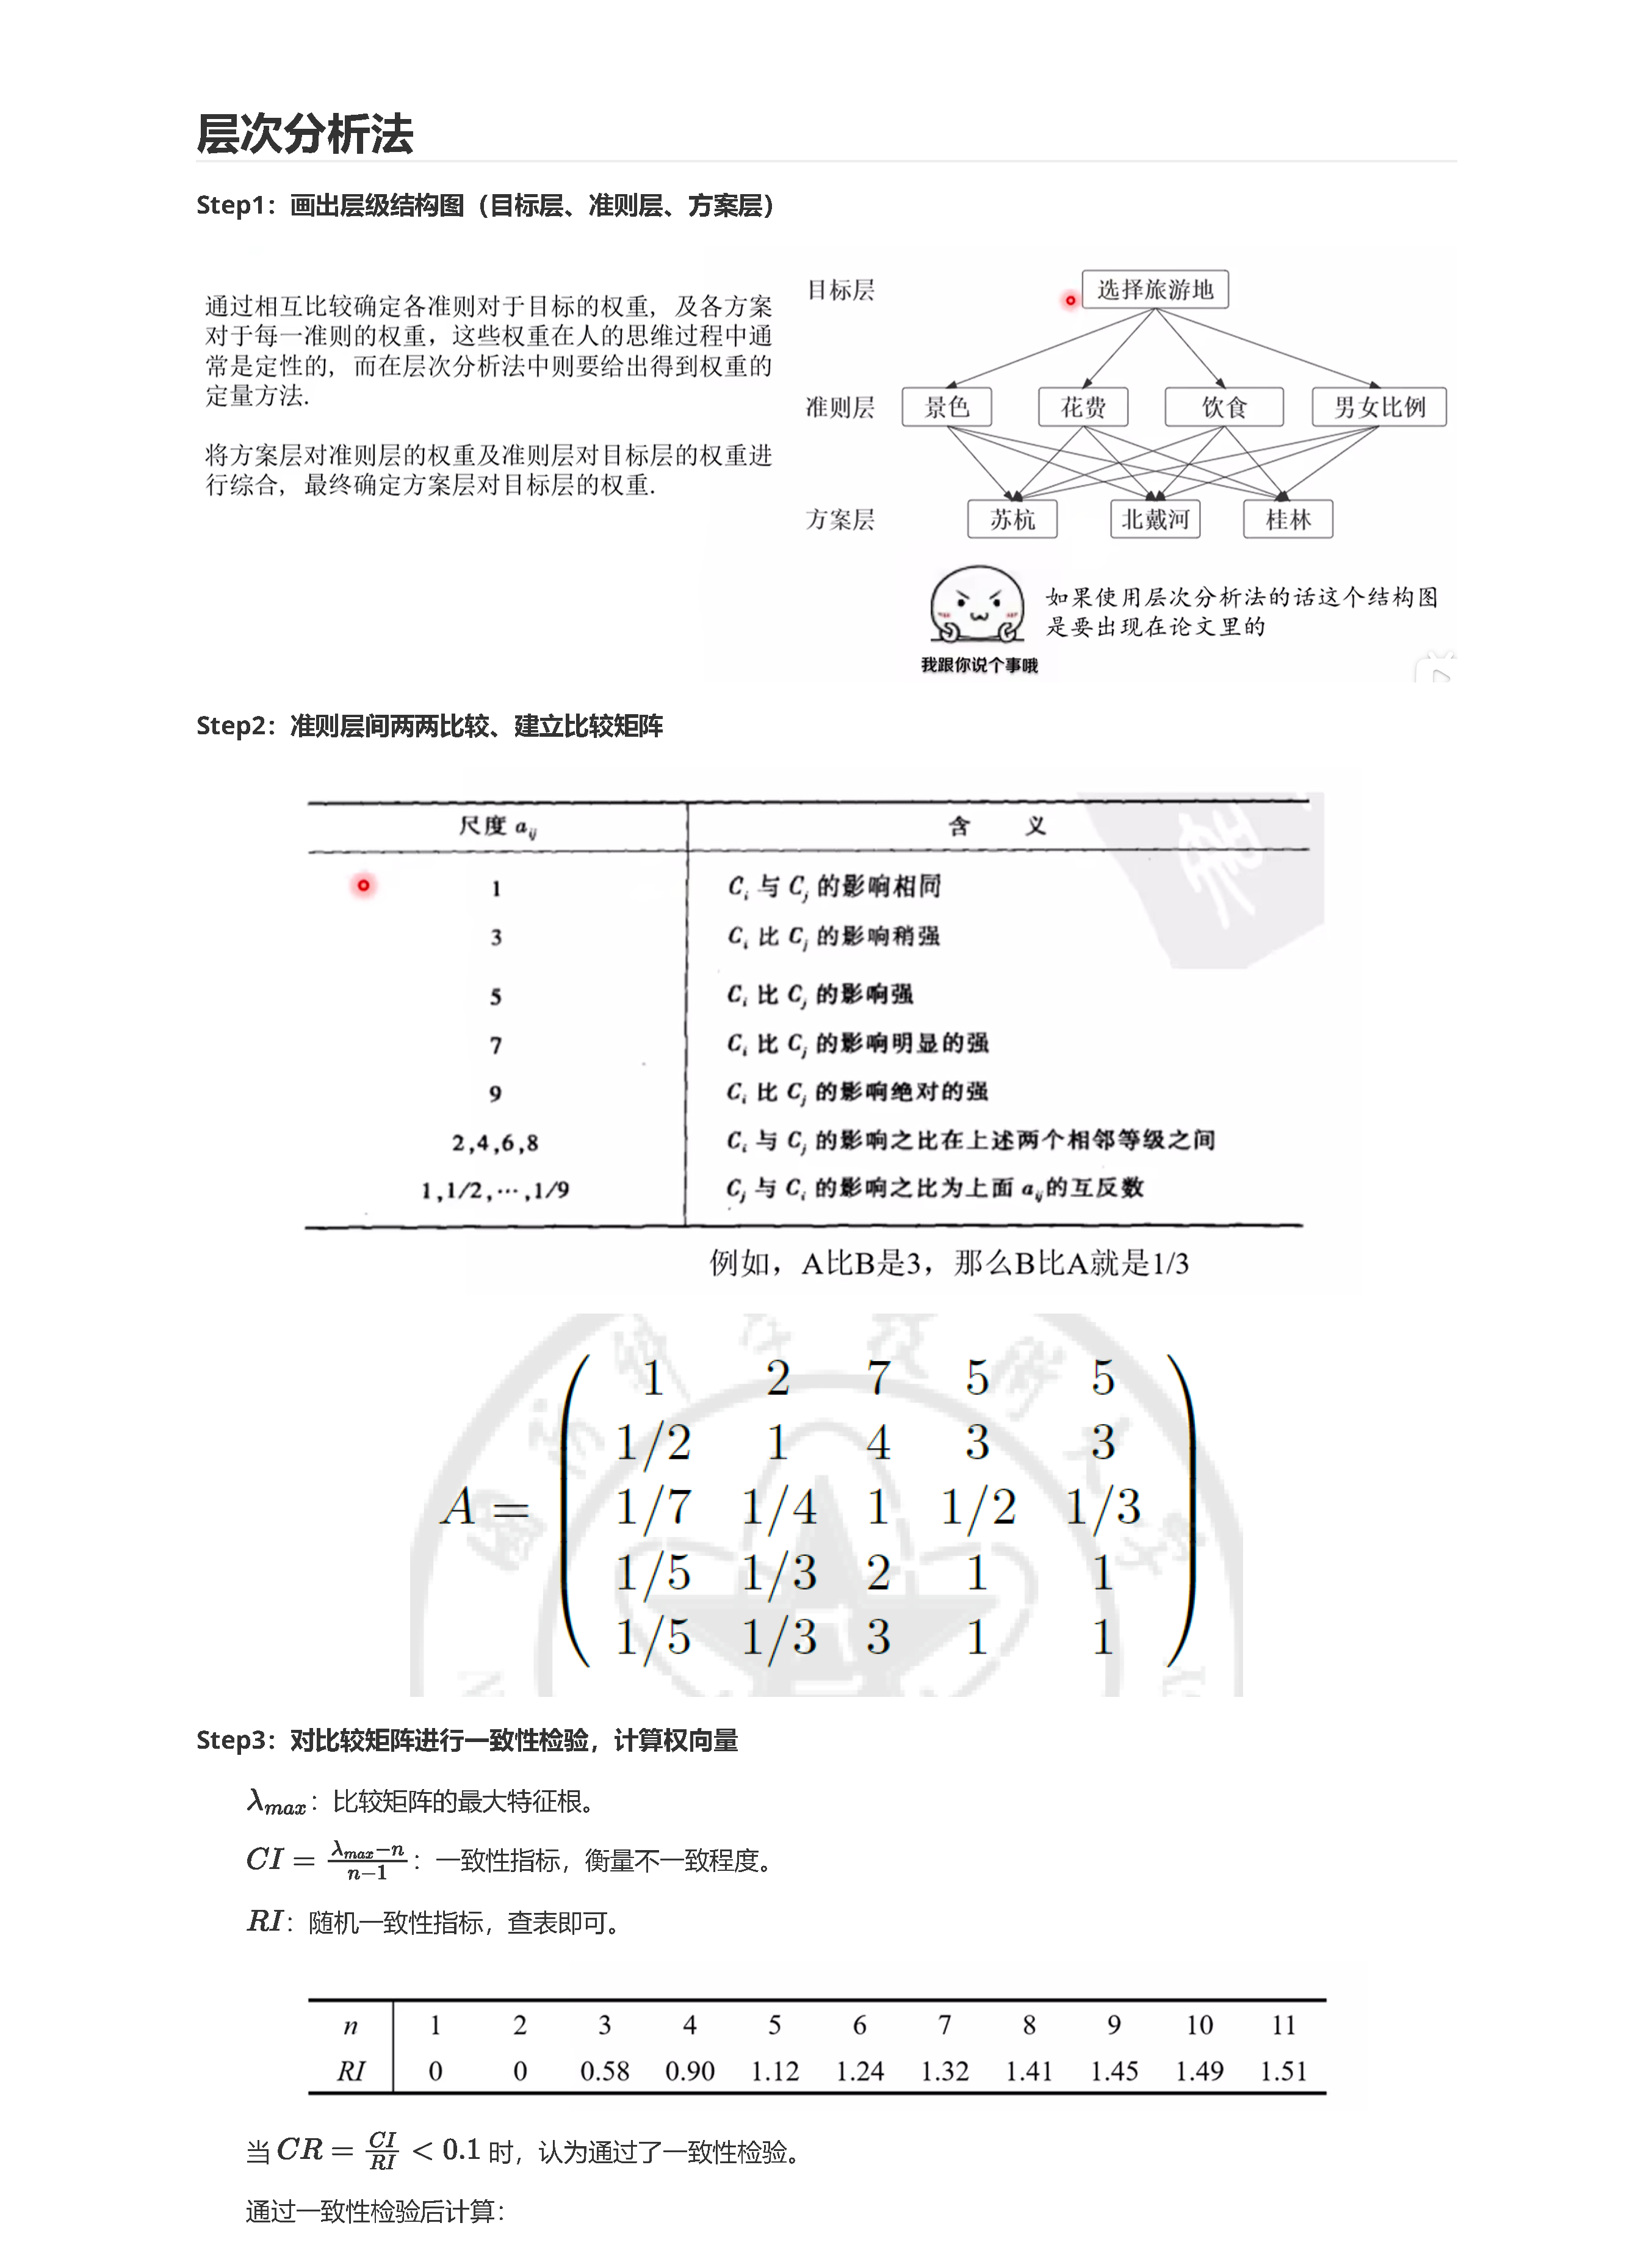 层次分析法
Step1：画出层级结构图（目标层、准则层、方案层）
通过相互比较确定各准则对于目标的权重，及各方案
对于每一准则的权重，这些权重在人的思维过程中通
常是定性的，而在层次分析法中则要给出得到权重的
定量方法.
将方案层对准则层的权重及准则层对目标层的权重进
行综合，最终确定方案层对目标层的权重.
目标层 选择旅游地
准则层 景色 花费 饮食 男女比例
方案层 苏杭 北戴河 桂林
如果使用层次分析法的话这个结构图
是要出现在论文里的
我跟你说个事哦
Step2：准则层间两两比较、建立比较矩阵
尺度 a_ij 含 义
1 C_i 与 C_j 的影响相同
3 C_i 比 C_j 的影响稍强
5 C_i 比 C_j 的影响强
7 C_i 比 C_j 的影响明显的强
9 C_i 比 C_j 的影响绝对的强
2,4,6,8 C_i 与 C_j 的影响之比在上述两个相邻等级之间
1,1/2,…,1/9 C_j 与 C_i 的影响之比为上面 a_ij 的互反数
例如，A比B是3，那么B比A就是1/3
1 2 7 5 5
1/2 1 4 3 3
A = 1/7 1/4 1 1/2 1/3
1/5 1/3 2 1 1
1/5 1/3 3 1 1
Step3：对比较矩阵进行一致性检验，计算权向量
λ_max：比较矩阵的最大特征根。
CI = (λ_max−n)/(n−1)：一致性指标，衡量不一致程度。
RI：随机一致性指标，查表即可。
n 1 2 3 4 5 6 7 8 9 10 11
RI 0 0 0.58 0.90 1.12 1.24 1.32 1.41 1.45 1.49 1.51
当 CR = CI/RI < 0.1 时，认为通过了一致性检验。
通过一致性检验后计算：